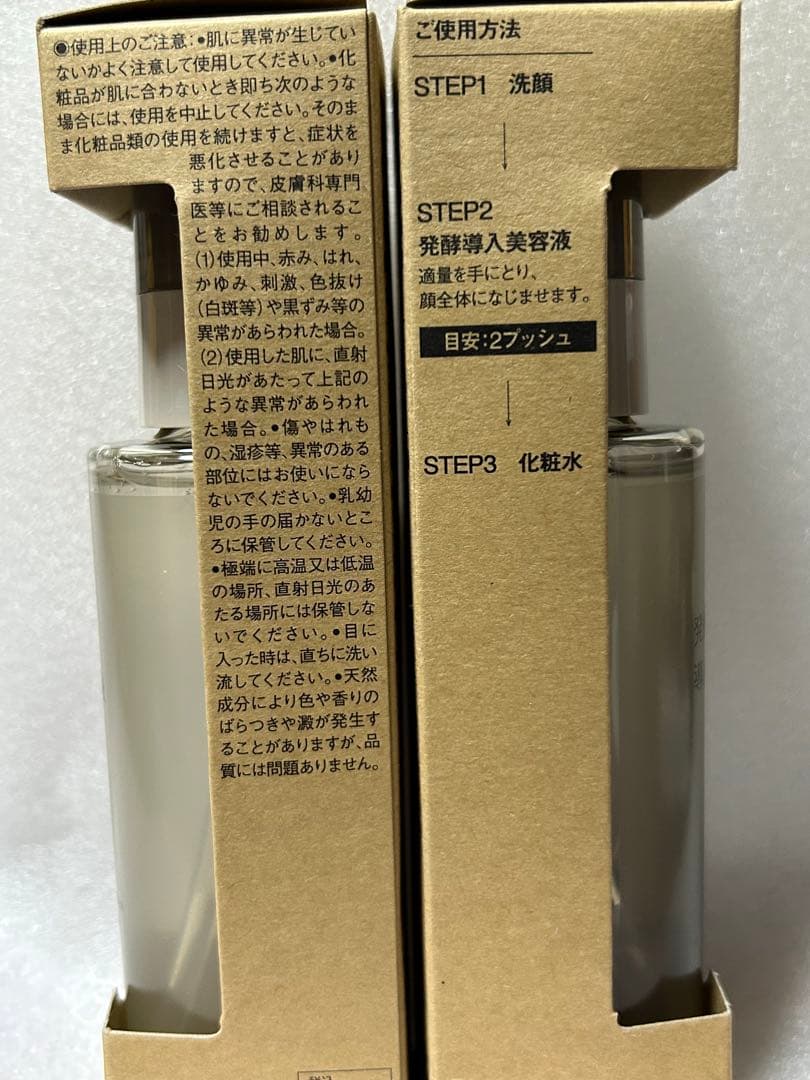 ◉使用上のご注意：●肌に異常が生じてい
ないかよく注意して使用してください。●化
粧品が肌に合わないとき即ち次のような
場合には、使用を中止してください。そのま
ま化粧品類の使用を続けますと、症状を
悪化させることがあり
ますので、皮膚科専門
医等にご相談されるこ
とをお勧めします。
(1)使用中、赤み、はれ、
かゆみ、刺激、色抜け
(白斑等)や黒ずみ等の
異常があらわれた場合。
(2)使用した肌に、直射
日光があたって上記の
ような異常があらわれ
た場合。●傷やはれも
の、湿疹等、異常のある
部位にはお使いになら
ないでください。●乳幼
児の手の届かないとこ
ろに保管してください。
●極端に高温又は低温
の場所、直射日光のあ
たる場所には保管しな
いでください。●目に
入った時は、直ちに洗い
流してください。●天然
成分により色や香りの
ばらつきや澱が発生す
ることがありますが、品
質には問題ありません。
ご使用方法
STEP1 洗顔
↓
STEP2
発酵導入美容液
適量を手にとり、
顔全体になじませます。
目安：2プッシュ
↓
STEP3 化粧水